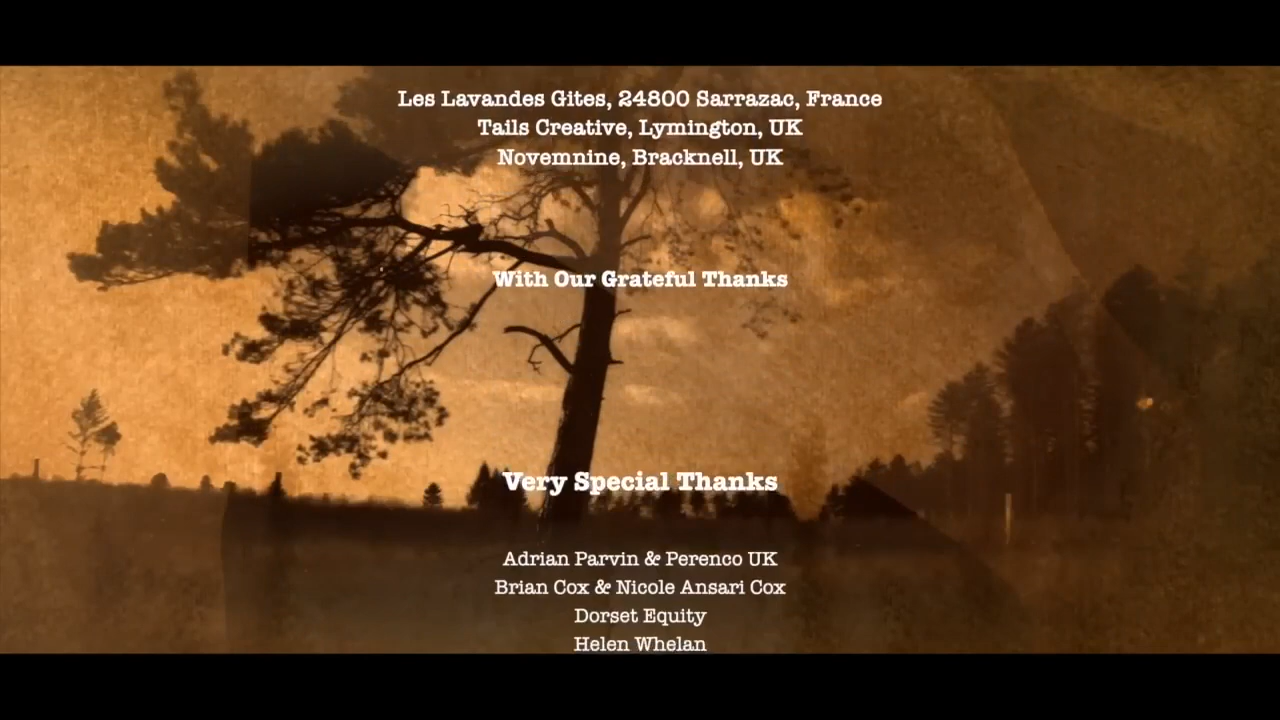 Les Lavandes Gites, 24800 Sarrazac, France
Tails Creative, Lymington, UK
Novemnine, Bracknell, UK
With Our Grateful Thanks
Very Special Thanks
Adrian Parvin & Perenco UK
Brian Cox & Nicole Ansari Cox
Dorset Equity
Helen Whelan